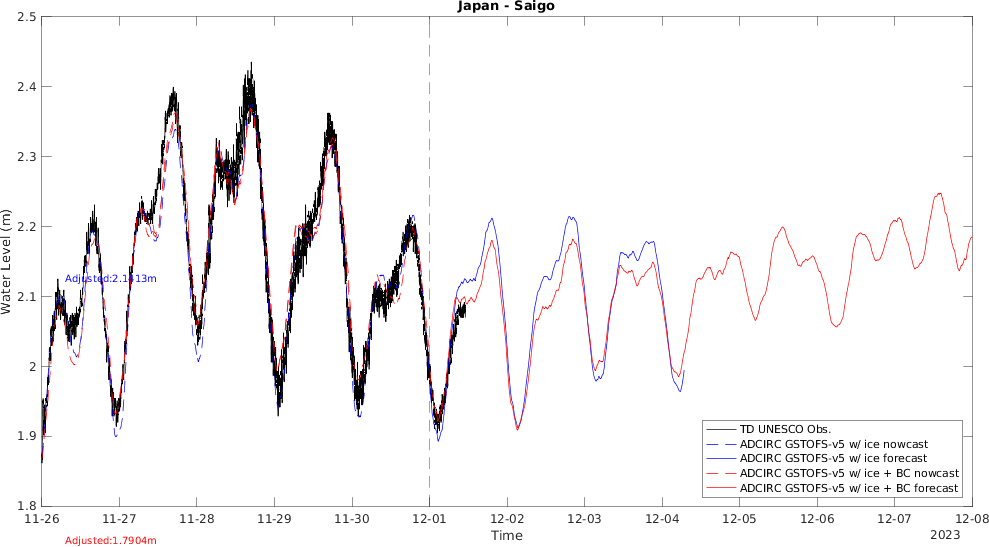 Japan - Saigo
2.5
2.4
2.3
2.2
2.1
2
1.9
1.8
Water Level (m)
Adjusted:2.1413m
TD UNESCO Obs.
ADCIRC GSTOFS-v5 w/ ice nowcast
ADCIRC GSTOFS-v5 w/ ice forecast
ADCIRC GSTOFS-v5 w/ ice + BC nowcast
ADCIRC GSTOFS-v5 w/ ice + BC forecast
11-26 11-27 11-28 11-29 11-30 12-01 12-02 12-03 12-04 12-05 12-06 12-07 12-08
Time
2023
Adjusted:1.7904m